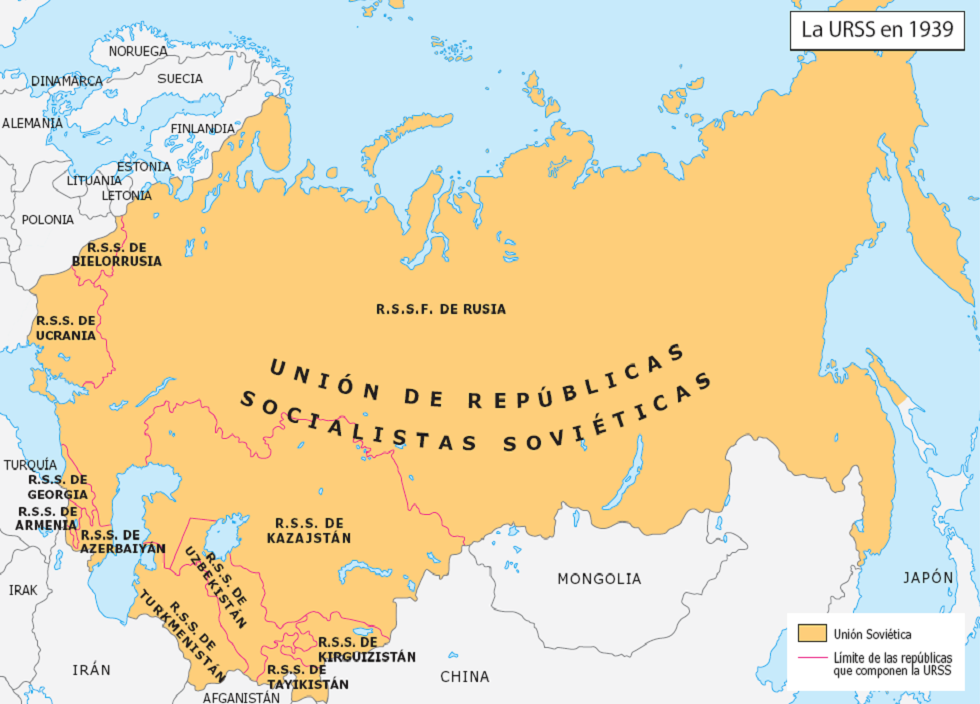 La URSS en 1939
NORUEGA
DINAMARCA
SUECIA
ALEMANIA
FINLANDIA
ESTONIA
LITUANIA
LETONIA
POLONIA
R.S.S. DE
BIELORRUSIA
R.S.S.F. DE RUSIA
R.S.S. DE
UCRANIA
UNIÓN DE REPÚBLICAS
SOCIALISTAS SOVIÉTICAS
TURQUÍA
R.S.S. DE
GEORGIA
R.S.S. DE
ARMENIA
R.S.S. DE
AZERBAIYÁN
R.S.S. DE
KAZAJSTÁN
R.S.S. DE
UZBEKISTÁN
R.S.S. DE
TURKMENISTÁN
IRAK
MONGOLIA
JAPÓN
R.S.S. DE
KIRGUIZISTÁN
R.S.S. DE
TAYIKISTÁN
IRÁN
CHINA
AFGANISTÁN
Unión Soviética
Límite de las repúblicas
que componen la URSS